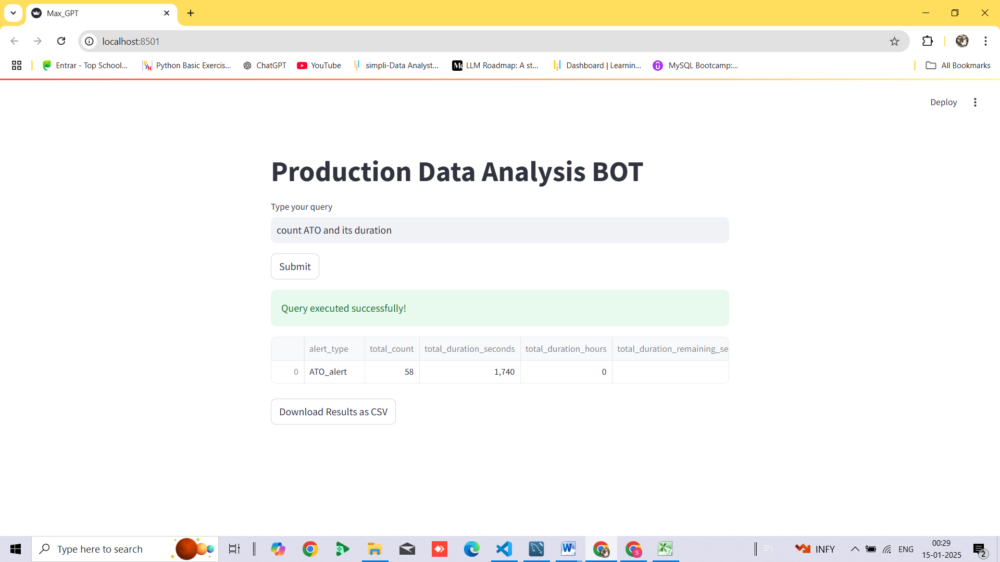 Max_GPT
localhost:8501
Entrar - Top School...
Python Basic Exercis...
ChatGPT
YouTube
simpli-Data Analyst...
LLM Roadmap: A st...
Dashboard | Learnin...
MySQL Bootcamp:...
All Bookmarks
Deploy
Production Data Analysis BOT
Type your query
count ATO and its duration
Submit
Query executed successfully!
alert_type total_count total_duration_seconds total_duration_hours total_duration_remaining_se
0 ATO_alert 58 1,740 0
Download Results as CSV
Type here to search
EN
INFY
ENG
00:29
15-01-2025
2